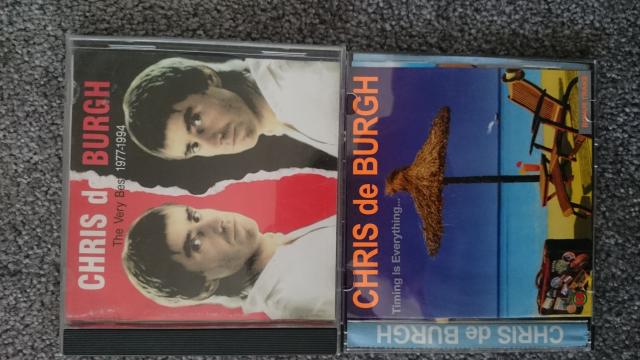 CHRIS de BURGH
The Very Best 1977-1994
CHRIS de BURGH
Timing Is Everything...
CHRIS de BURGH